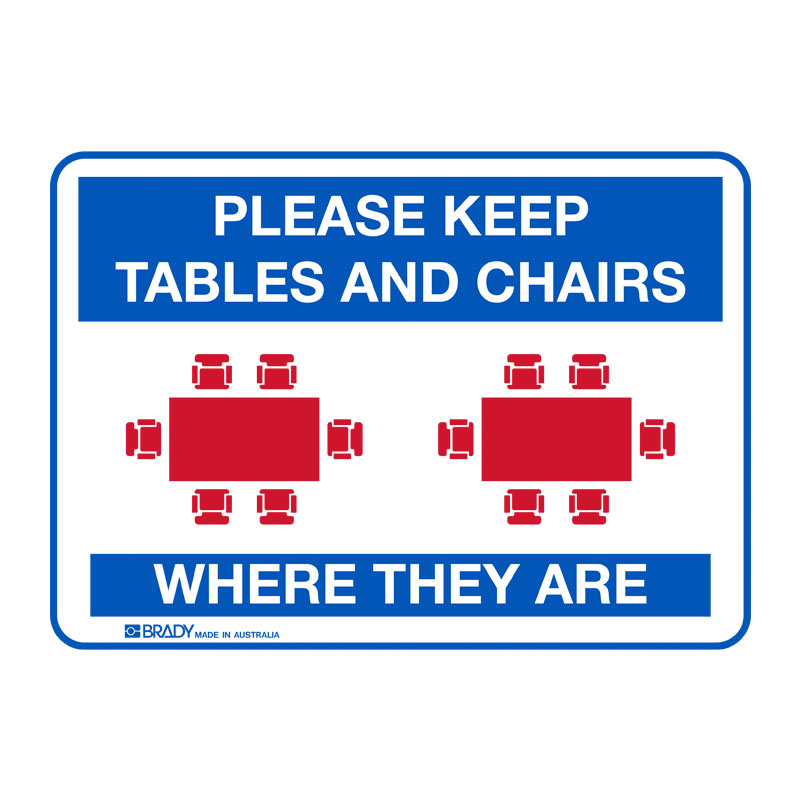 PLEASE KEEP
TABLES AND CHAIRS
WHERE THEY ARE
BRADY MADE IN AUSTRALIA